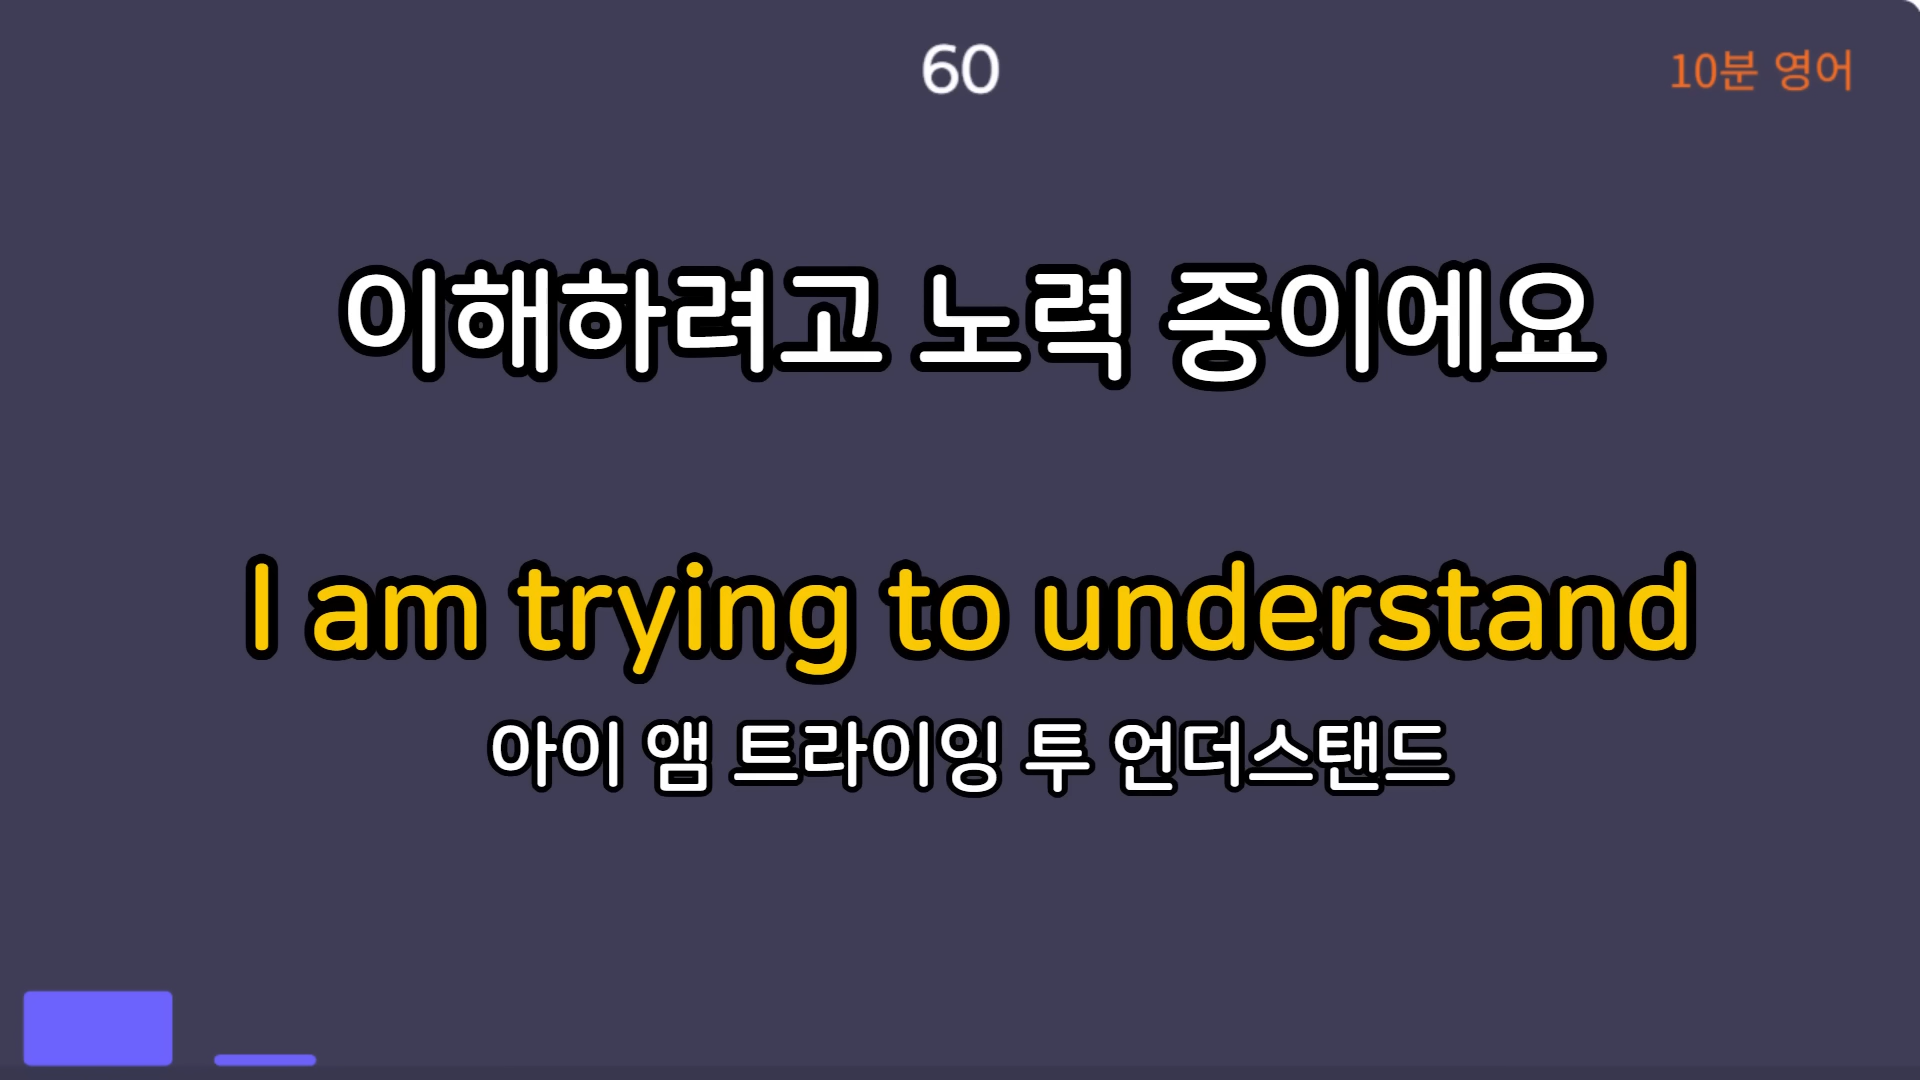 60
10분 영어
이해하려고 노력 중이에요
I am trying to understand
아이 앰 트라이잉 투 언더스탠드